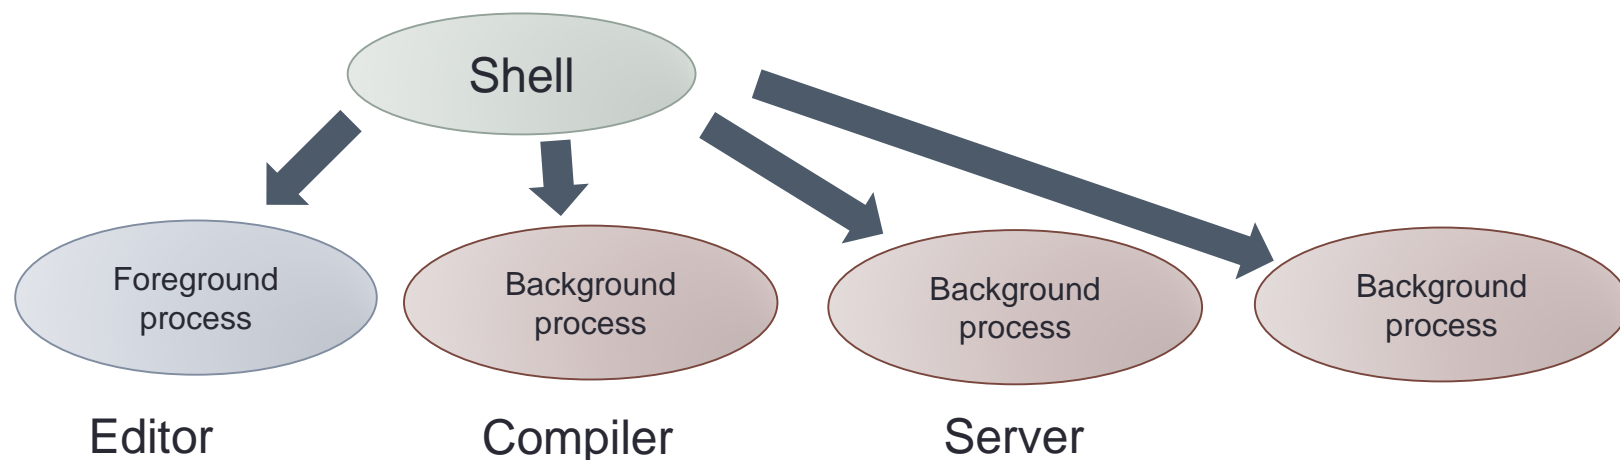 Shell
Foreground
process
Background
process
Background
process
Background
process
Editor
Compiler
Server